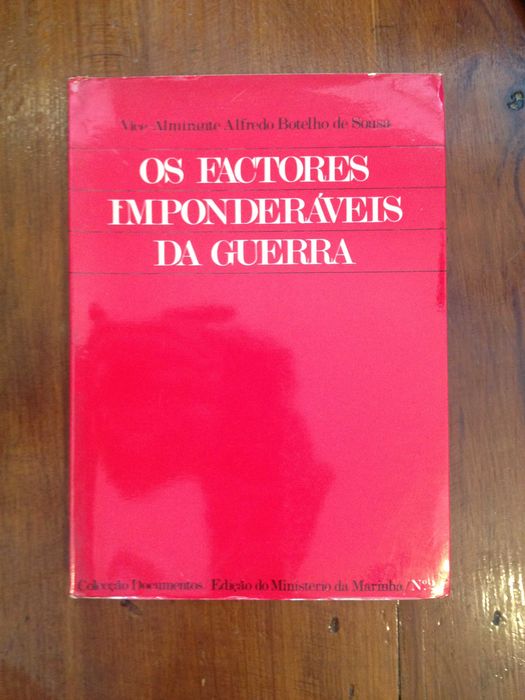 Vice-Almirante Alfredo Botelho de Sousa
OS FACTORES
IMPONDERÁVEIS
DA GUERRA
Colecção Documentos / Edição do Ministério da Marinha / N.º